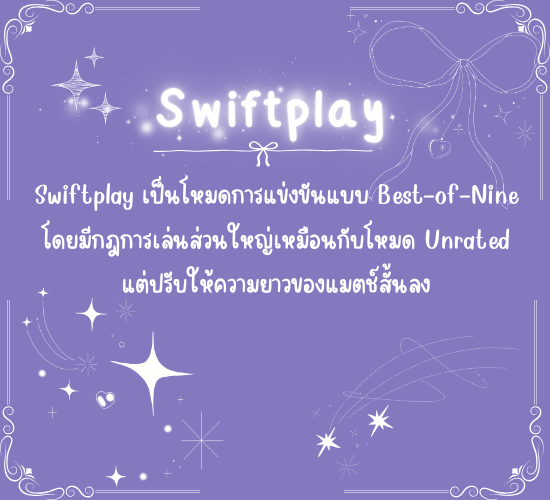 Swiftplay
Swiftplay เป็นโหมดการแข่งขันแบบ Best-of-Nine
โดยมีกฎการเล่นส่วนใหญ่เหมือนกับโหมด Unrated
แต่ปรับให้ความยาวของแมตช์สั้นลง